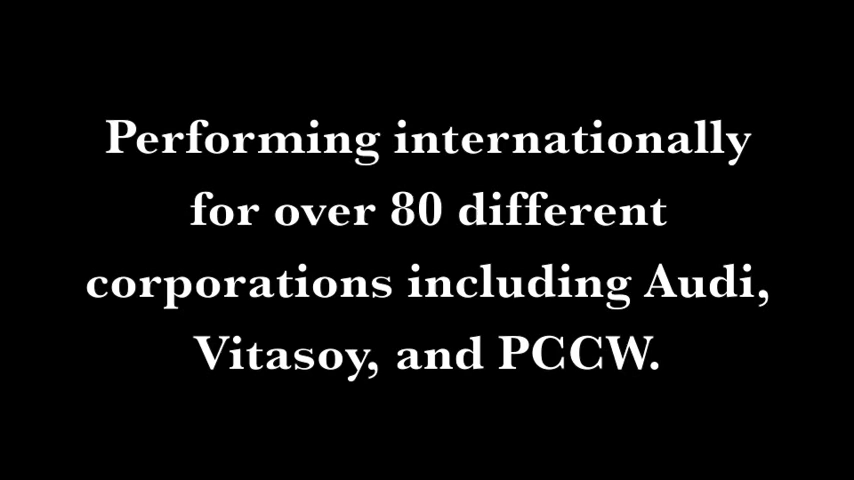 Performing internationally
for over 80 different
corporations including Audi,
Vitasoy, and PCCW.